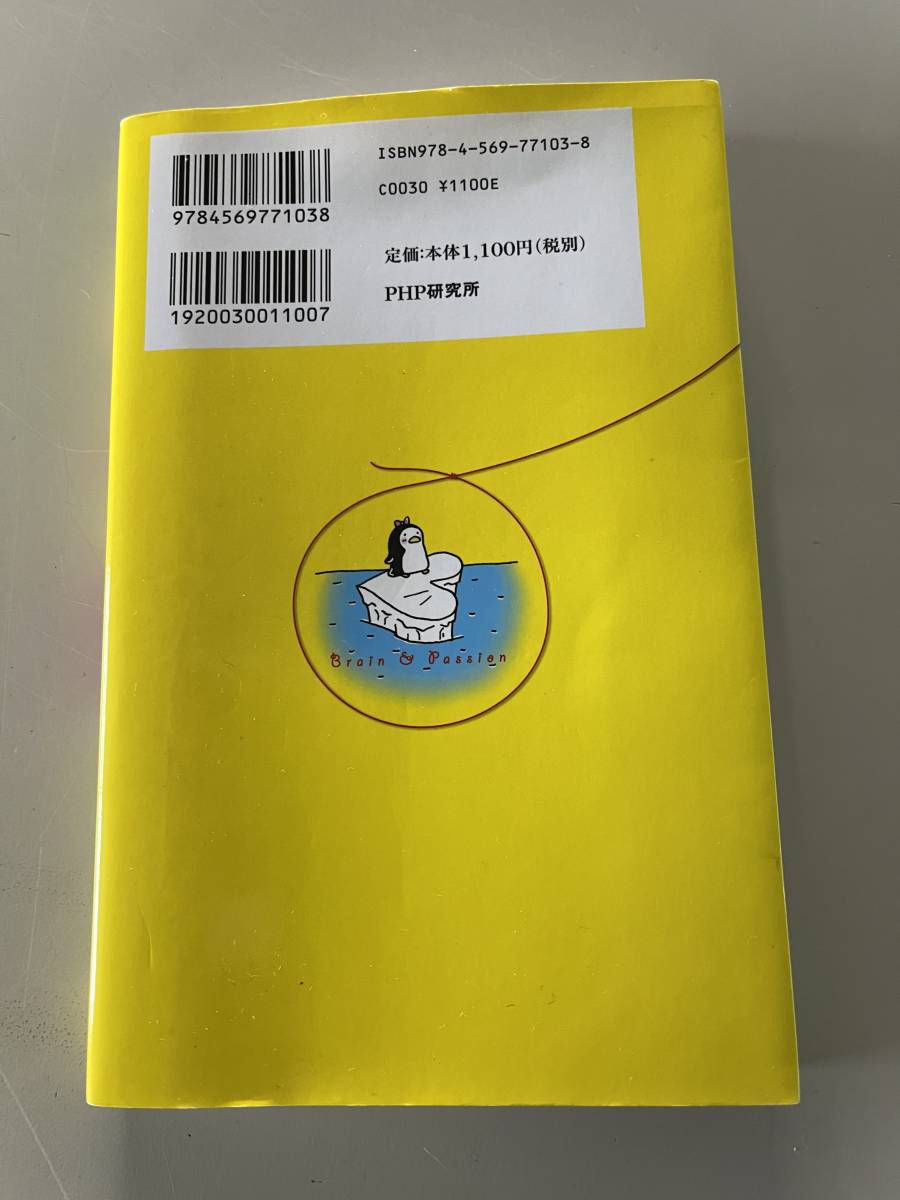 ISBN978-4-569-77103-8
C0030 ¥1100E
9784569771038
定価:本体1,100円(税別)
1920030011007
PHP研究所
Brain & Passion